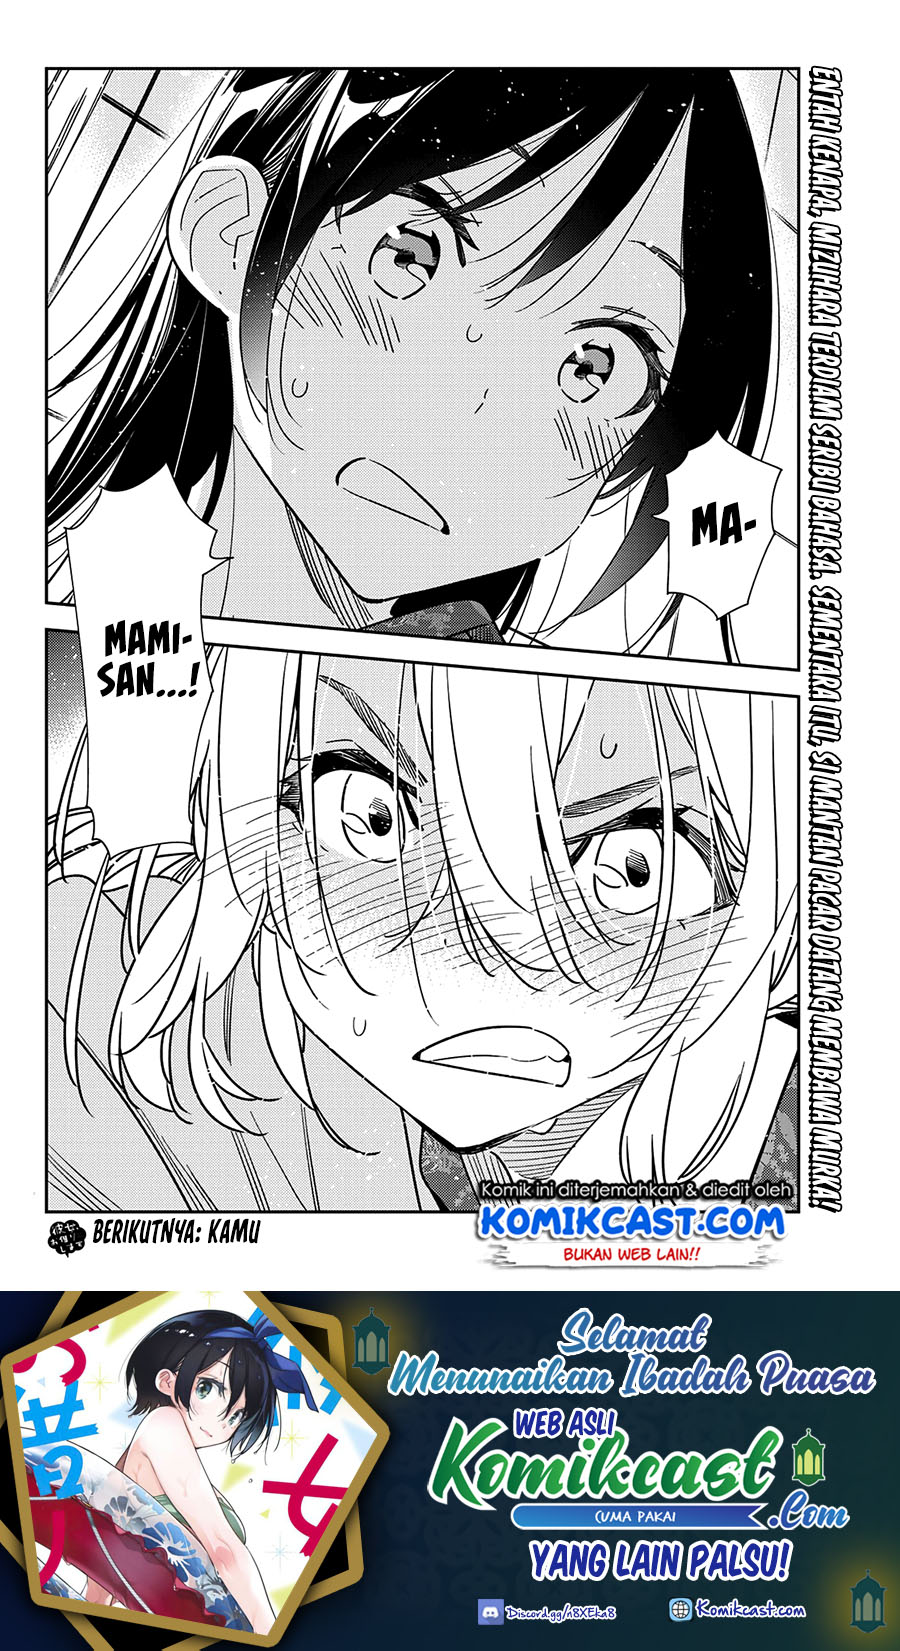 ENTAH KENAPA, MIZUHARA TERDIAM SERIBU BAHASA, SEMENTARA ITU, SI MANTAN PACAR DATANG MEMBAWA MURKA!
MA-
MAMI-
SAN....!
BERIKUTNYA: KAMU
Komik ini diterjemahkan & diedit oleh
KOMIKCAST.COM
BUKAN WEB LAIN!!
Selamat
Menunaikan Ibadah Puasa
WEB ASLI
Komikcast
.Com
CUMA PAKAI
YANG LAIN PALSU!
Discord.gg/n8XEka8
Komikcast.com